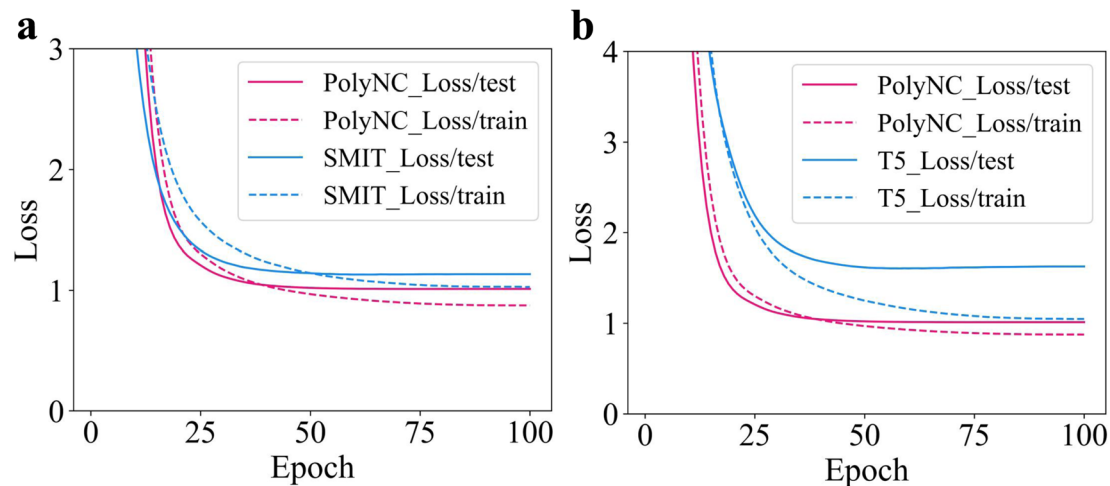 a
3
2
1
0
Loss
PolyNC_Loss/test
PolyNC_Loss/train
SMIT_Loss/test
SMIT_Loss/train
0 25 50 75 100
Epoch
b
4
3
2
1
0
Loss
PolyNC_Loss/test
PolyNC_Loss/train
T5_Loss/test
T5_Loss/train
0 25 50 75 100
Epoch